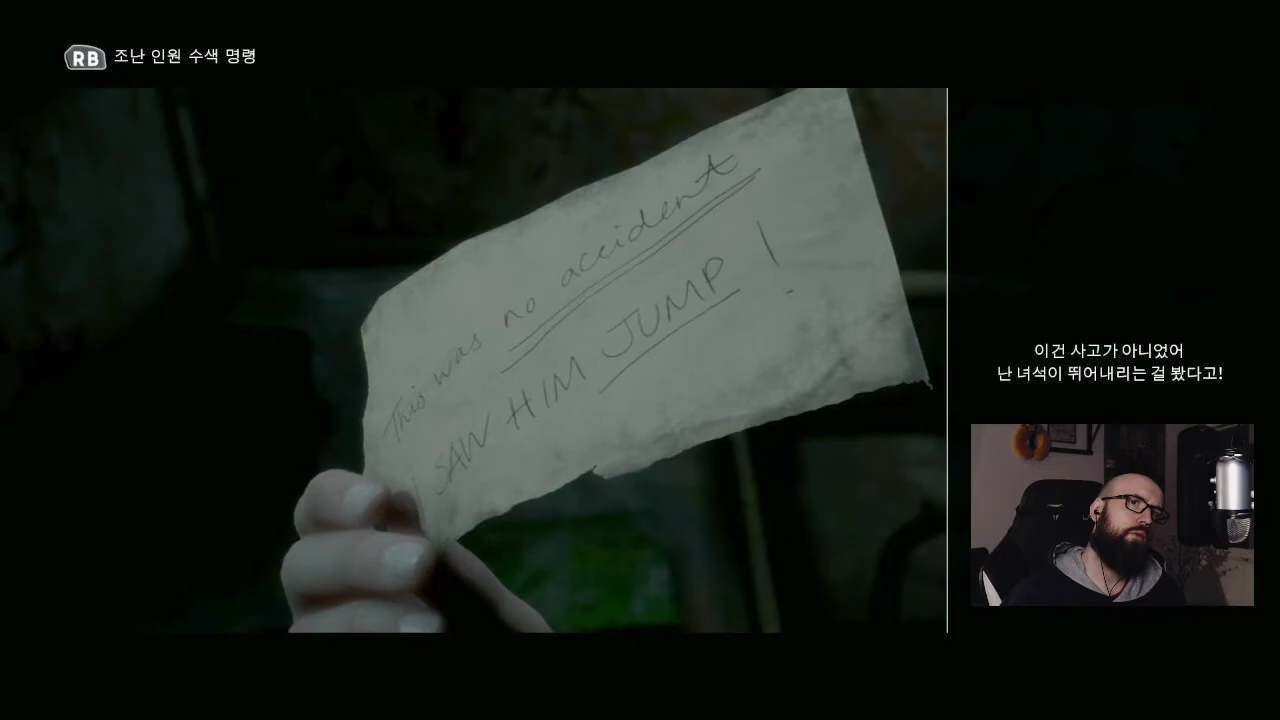 RB 조난 인원 수색 명령
This was no accident
I SAW HIM JUMP!
이건 사고가 아니었어
난 녀석이 뛰어내리는 걸 봤다고!